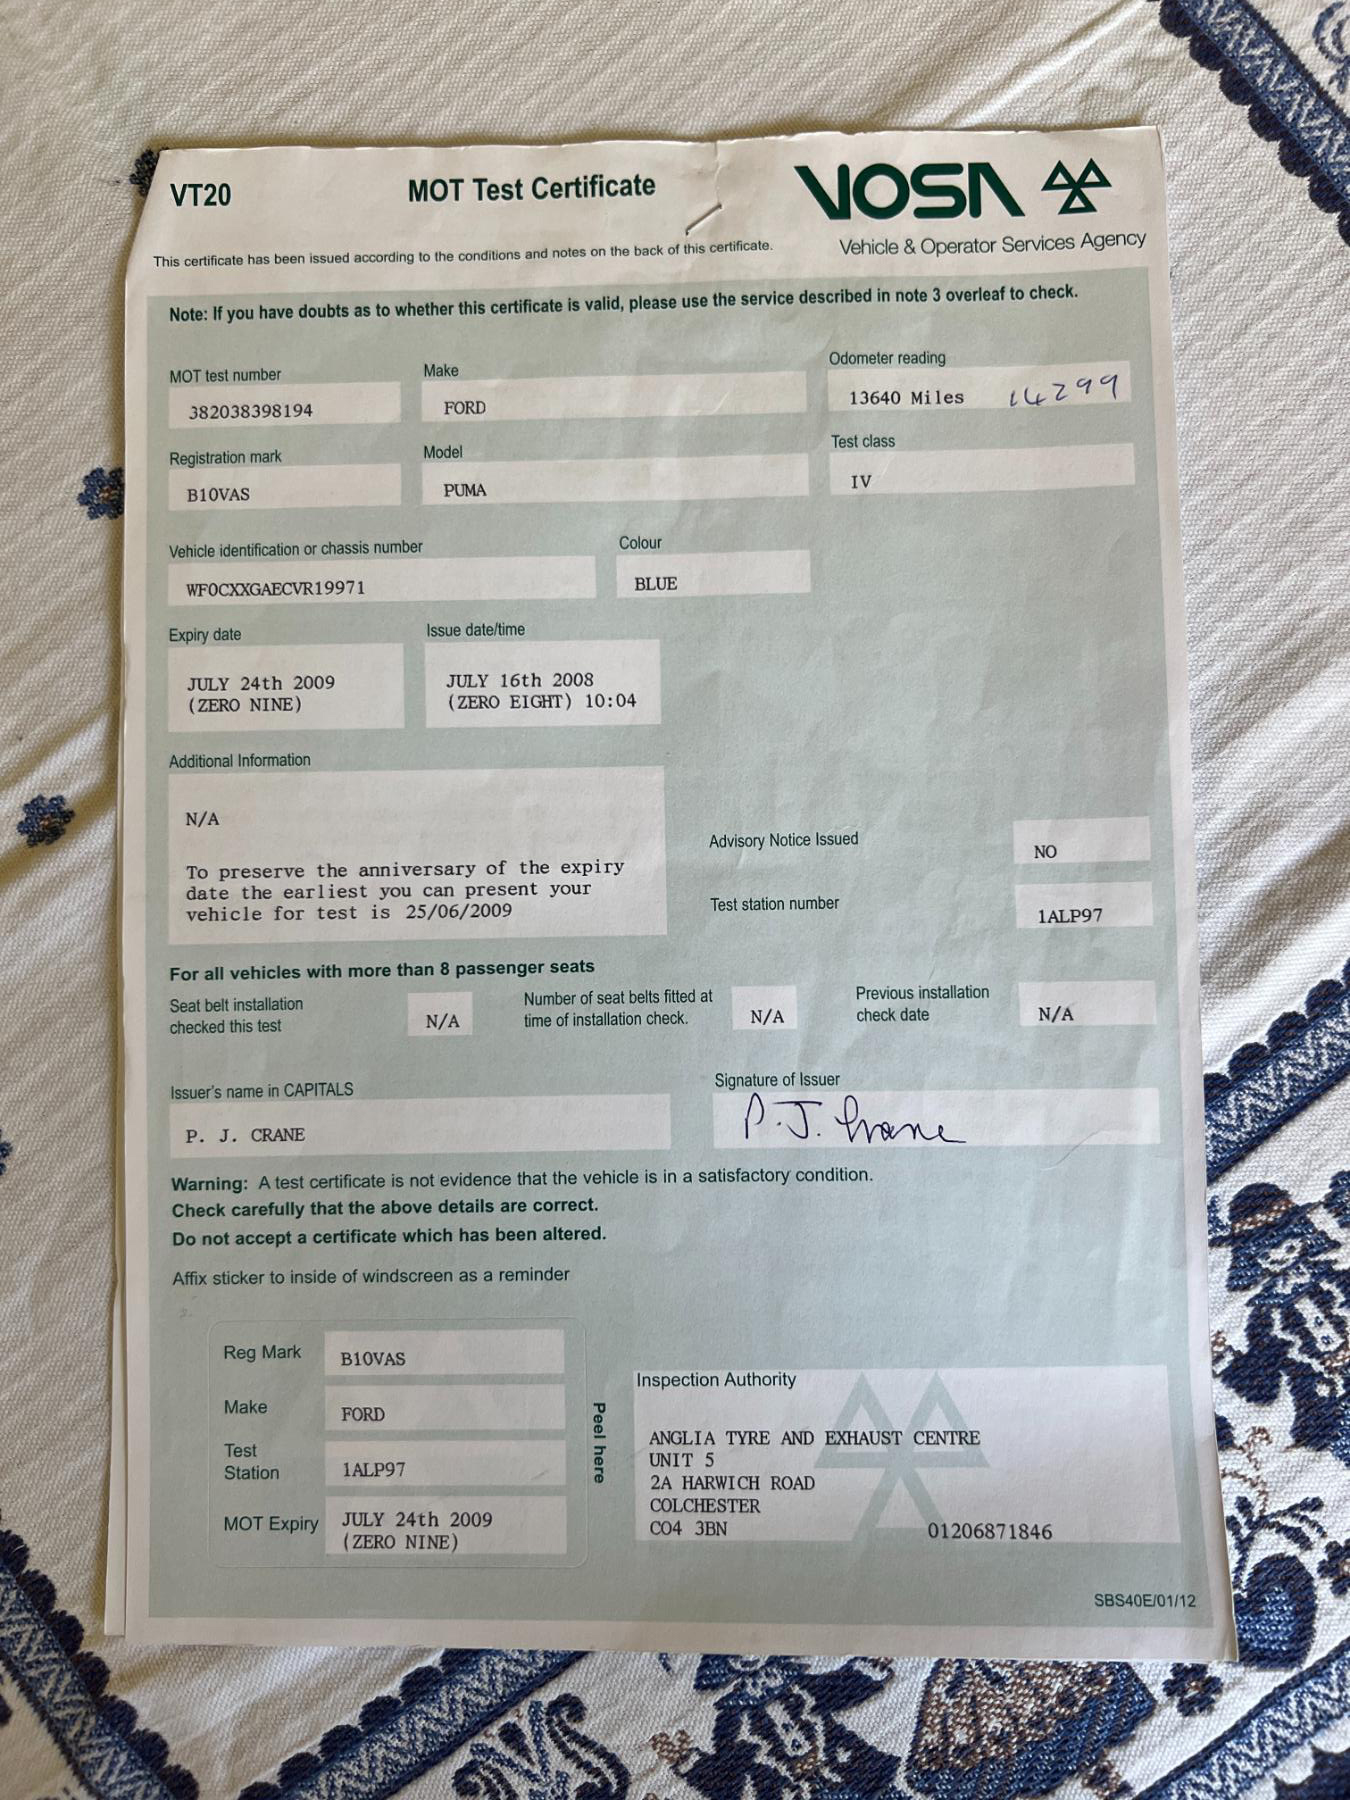 VT20
MOT Test Certificate
VOSA
Vehicle & Operator Services Agency
This certificate has been issued according to the conditions and notes on the back of this certificate.
Note: If you have doubts as to whether this certificate is valid, please use the service described in note 3 overleaf to check.
MOT test number
382038398194
Make
FORD
Odometer reading
13640 Miles 14299
Registration mark
B10VAS
Model
PUMA
Test class
IV
Vehicle identification or chassis number
WF0CXXGAECVR19971
Colour
BLUE
Expiry date
JULY 24th 2009
(ZERO NINE)
Issue date/time
JULY 16th 2008
(ZERO EIGHT) 10:04
Additional Information
N/A
To preserve the anniversary of the expiry
date the earliest you can present your
vehicle for test is 25/06/2009
Advisory Notice Issued
NO
Test station number
1ALP97
For all vehicles with more than 8 passenger seats
Seat belt installation
checked this test
N/A
Number of seat belts fitted at
time of installation check.
N/A
Previous installation
check date
N/A
Issuer's name in CAPITALS
P. J. CRANE
Signature of Issuer
P.J. Crane
Warning: A test certificate is not evidence that the vehicle is in a satisfactory condition.
Check carefully that the above details are correct.
Do not accept a certificate which has been altered.
Affix sticker to inside of windscreen as a reminder
Reg Mark
B10VAS
Make
FORD
Test
Station
1ALP97
MOT Expiry
JULY 24th 2009
(ZERO NINE)
Peel here
Inspection Authority
ANGLIA TYRE AND EXHAUST CENTRE
UNIT 5
2A HARWICH ROAD
COLCHESTER
CO4 3BN 01206871846
SBS40E/01/12